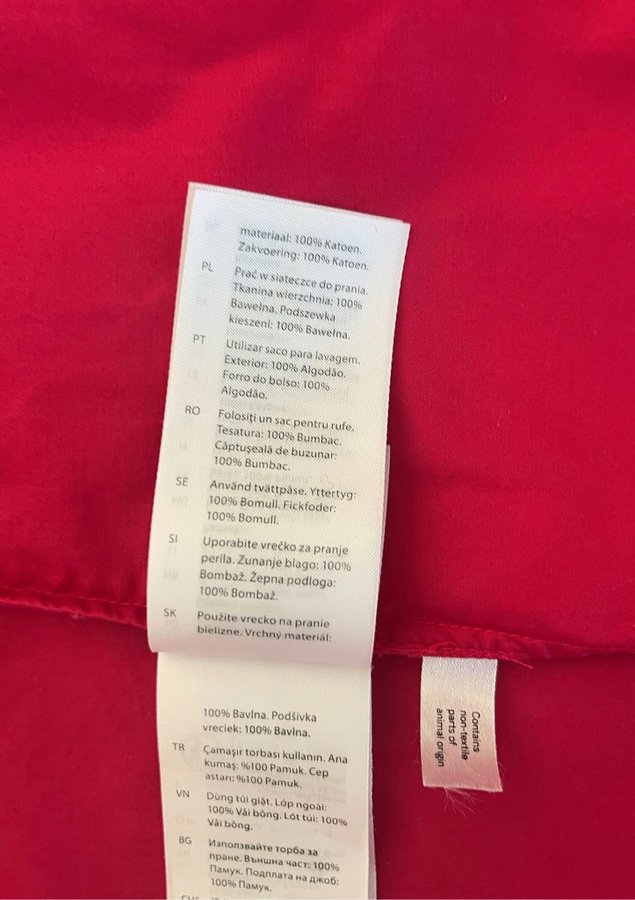 materiaal: 100% Katoen.
Zakvoering: 100% Katoen.
PL Prać w siateczce do prania.
Tkanina wierzchnia: 100%
Bawełna. Podszewka
kieszeni: 100% Bawełna.
PT Utilizar saco para lavagem.
Exterior: 100% Algodão.
Forro do bolso: 100%
Algodão.
RO Folosiți un sac pentru rufe.
Tesatura: 100% Bumbac.
Căptușeală de buzunar:
100% Bumbac.
SE Använd tvättpåse. Yttertyg:
100% Bomull. Fickfoder:
100% Bomull.
SI Uporabite vrečko za pranje
perila. Zunanje blago: 100%
Bombaž. Žepna podloga:
100% Bombaž.
SK Použite vrecko na pranie
bielizne. Vrchný materiál:
100% Bavlna. Podšívka
vreciek: 100% Bavlna.
TR Çamaşır torbası kullanın. Ana
kumaş: %100 Pamuk. Cep
astarı: %100 Pamuk.
VN Dùng túi giặt. Lớp ngoài:
100% Vải bông. Lót túi: 100%
Vải bông.
BG Използвайте торба за
пране. Външна част: 100%
Памук. Подплата на джоб:
100% Памук.
Contains
non-textile
parts of
animal origin